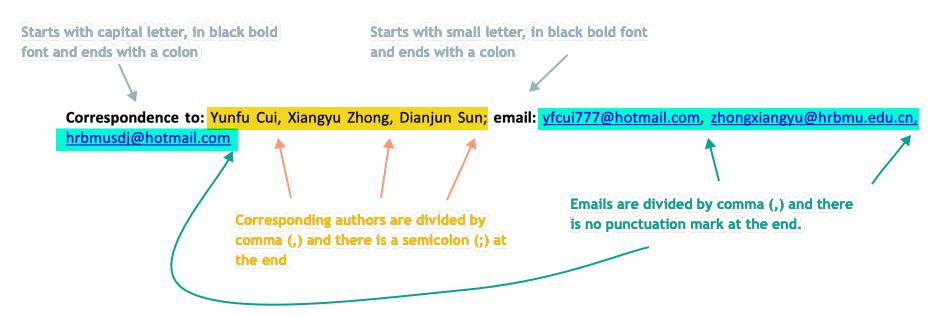 Starts with capital letter, in black bold
font and ends with a colon
Starts with small letter, in black bold font
and ends with a colon
Correspondence to: Yunfu Cui, Xiangyu Zhong, Dianjun Sun; email: yfcui777@hotmail.com, zhongxiangyu@hrbmu.edu.cn,
hrbmusdj@hotmail.com
Corresponding authors are divided by
comma (,) and there is a semicolon (;) at
the end
Emails are divided by comma (,) and there
is no punctuation mark at the end.